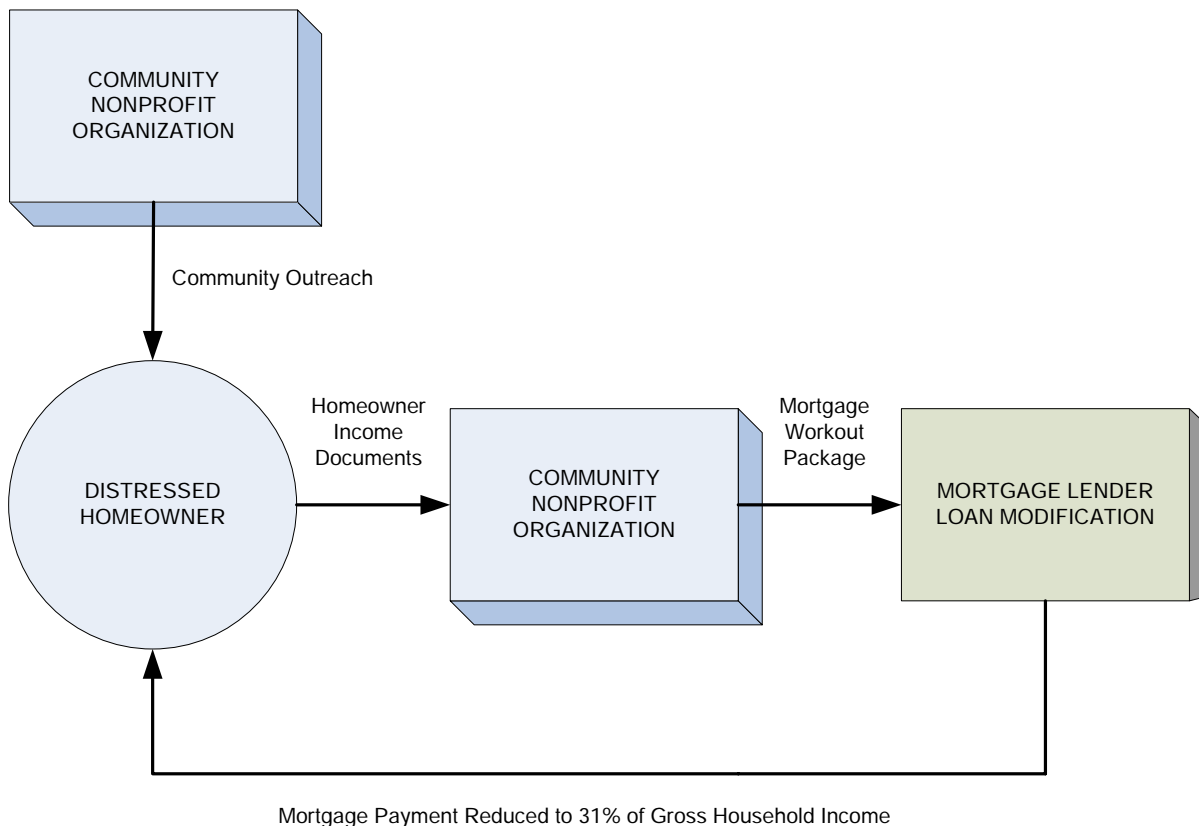 COMMUNITY
NONPROFIT
ORGANIZATION
Community Outreach
DISTRESSED
HOMEOWNER
Homeowner
Income
Documents
COMMUNITY
NONPROFIT
ORGANIZATION
Mortgage
Workout
Package
MORTGAGE LENDER
LOAN MODIFICATION
Mortgage Payment Reduced to 31% of Gross Household Income